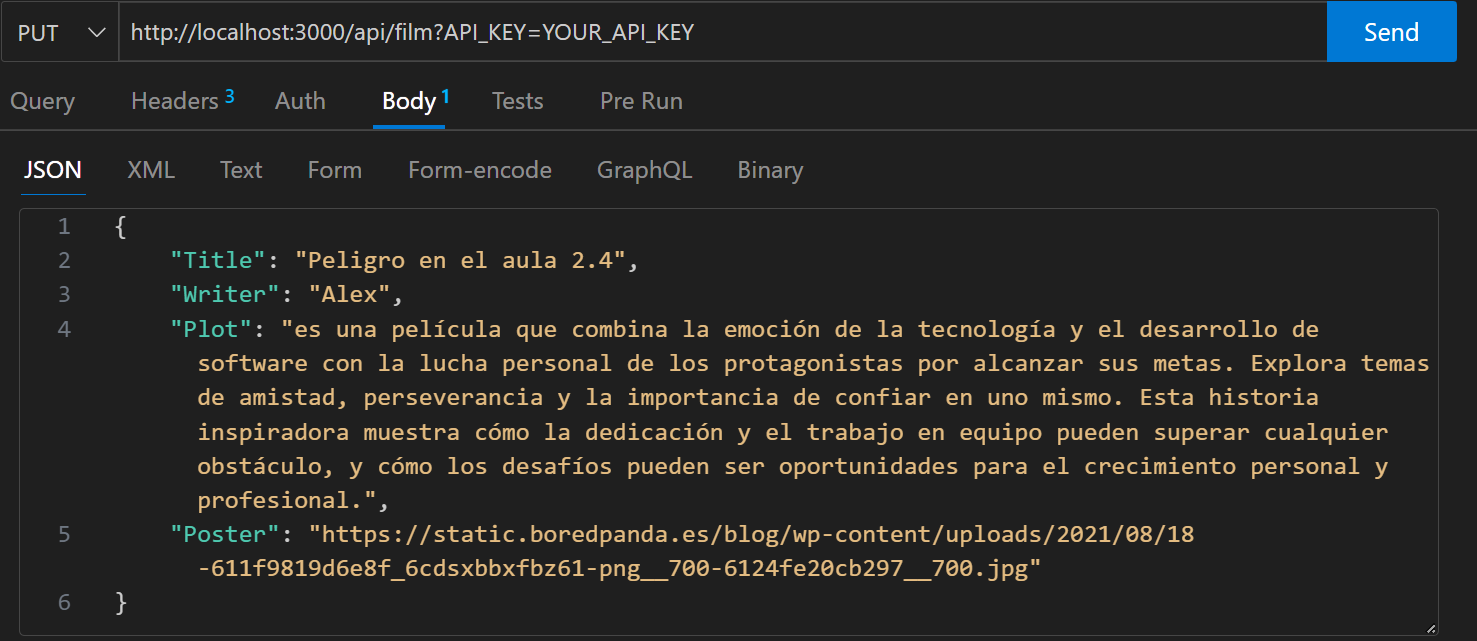 PUT http://localhost:3000/api/film?API_KEY=YOUR_API_KEY Send
Query Headers 3 Auth Body 1 Tests Pre Run
JSON XML Text Form Form-encode GraphQL Binary
1 {
2 "Title": "Peligro en el aula 2.4",
3 "Writer": "Alex",
4 "Plot": "es una película que combina la emoción de la tecnología y el desarrollo de
software con la lucha personal de los protagonistas por alcanzar sus metas. Explora temas
de amistad, perseverancia y la importancia de confiar en uno mismo. Esta historia
inspiradora muestra cómo la dedicación y el trabajo en equipo pueden superar cualquier
obstáculo, y cómo los desafíos pueden ser oportunidades para el crecimiento personal y
profesional.",
5 "Poster": "https://static.boredpanda.es/blog/wp-content/uploads/2021/08/18
-611f9819d6e8f_6cdsxbbxfbz61-png__700-6124fe20cb297__700.jpg"
6 }